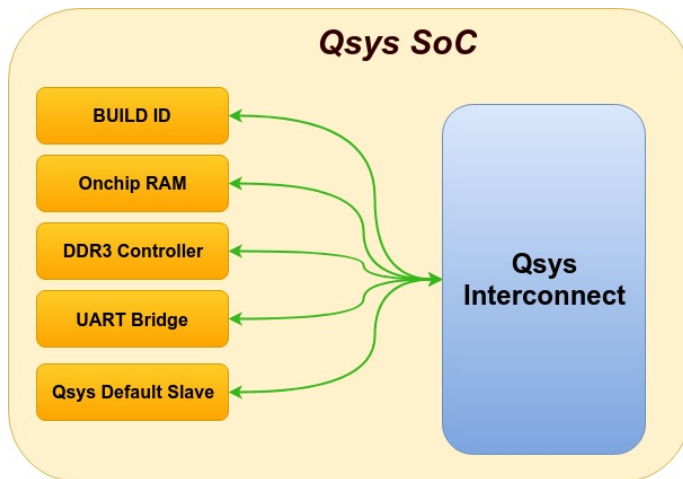 Qsys SoC
BUILD ID
Onchip RAM
DDR3 Controller
UART Bridge
Qsys Default Slave
Qsys
Interconnect